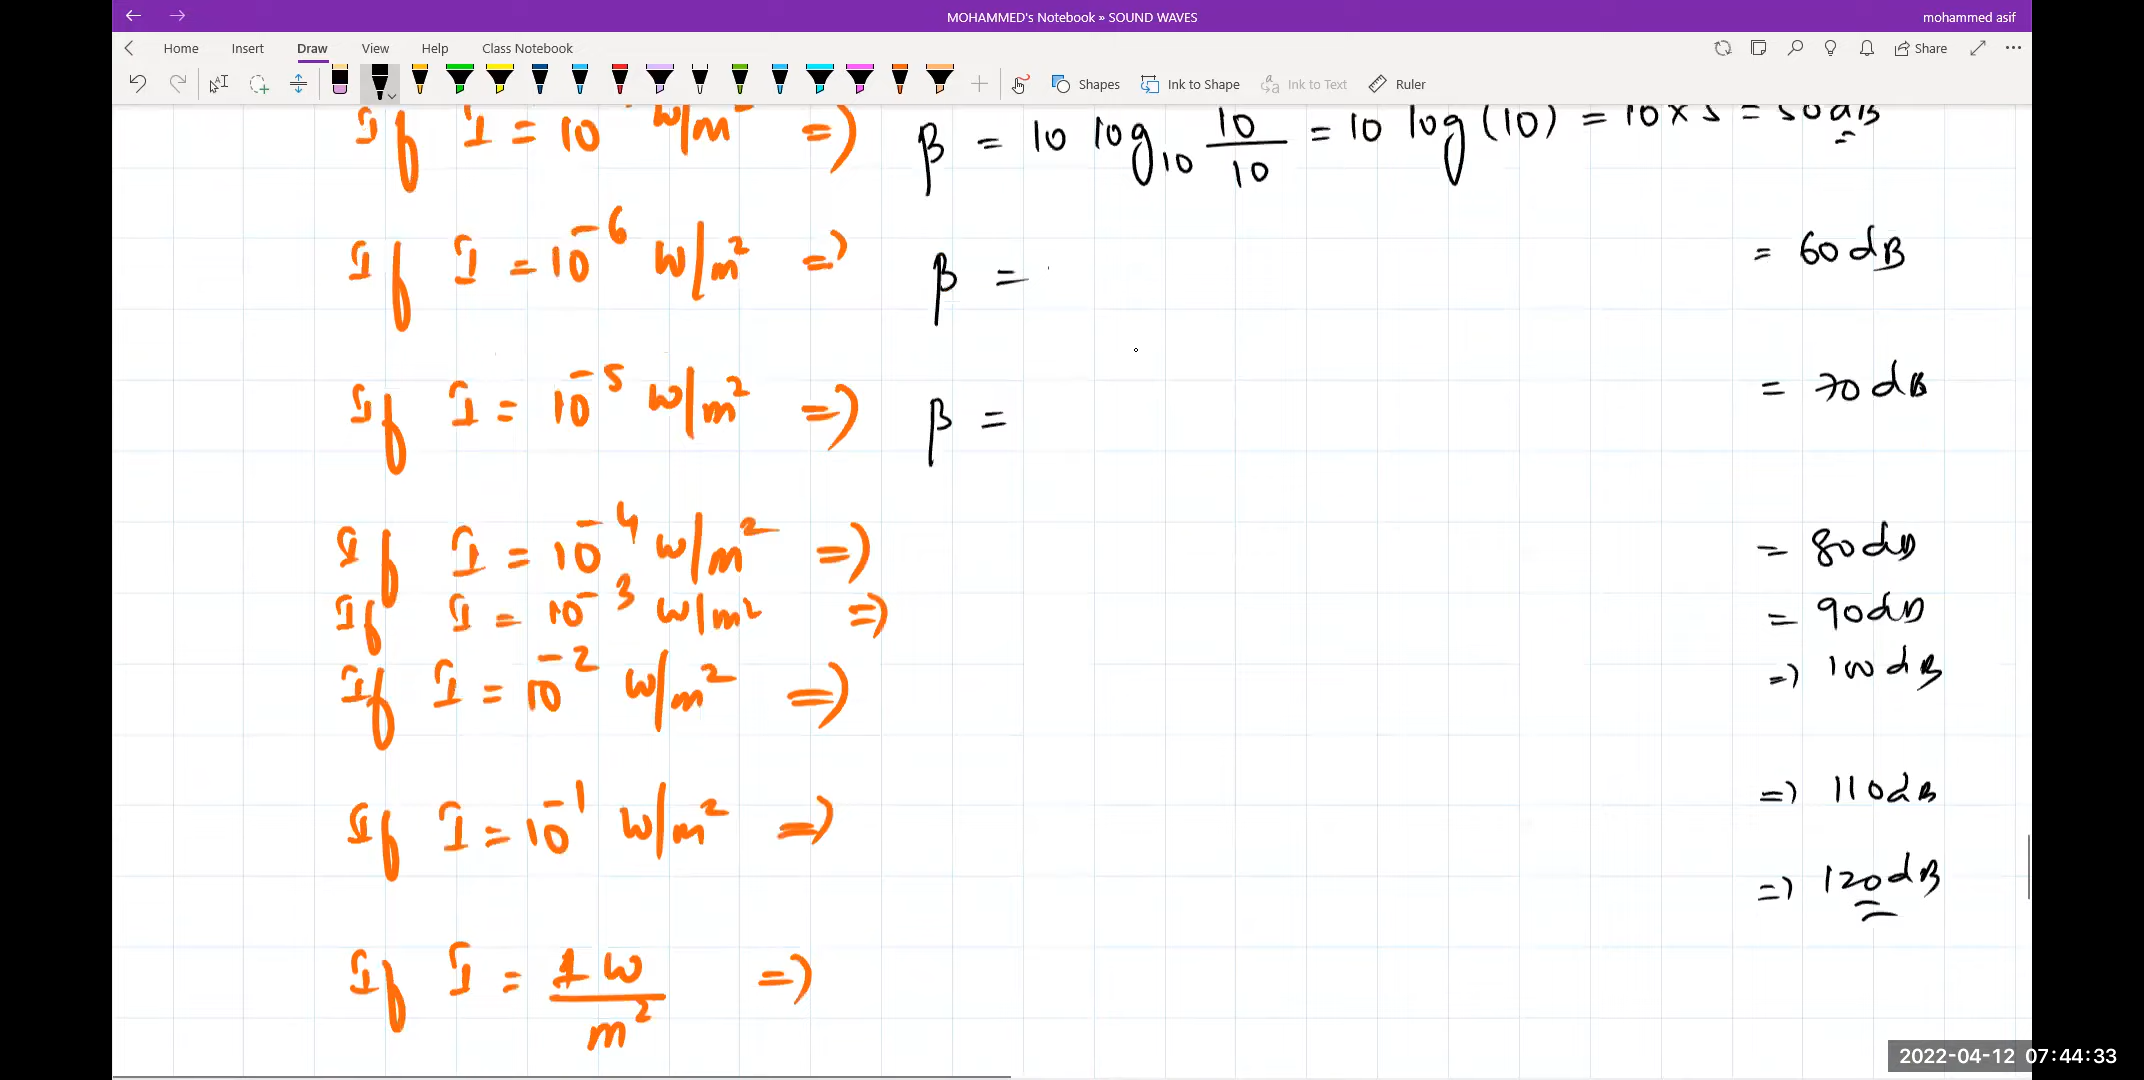 MOHAMMED's Notebook » SOUND WAVES
mohammed asif
Home Insert Draw View Help Class Notebook
Share
Shapes Ink to Shape Ink to Text Ruler
If I = 10 W/m² => β = 10 log₁₀ 10/10 = 10 log (10) = 10 × 5 = 50 dB
If I = 10⁻⁶ W/m² => β = = 60 dB
If I = 10⁻⁵ W/m² => β = = 70 dB
If I = 10⁻⁴ W/m² => = 80 dB
If I = 10⁻³ W/m² => = 90 dB
If I = 10⁻² W/m² => => 100 dB
If I = 10⁻¹ W/m² => => 110 dB
=> 120 dB
If I = 1 W/m² =>
2022-04-12 07:44:33